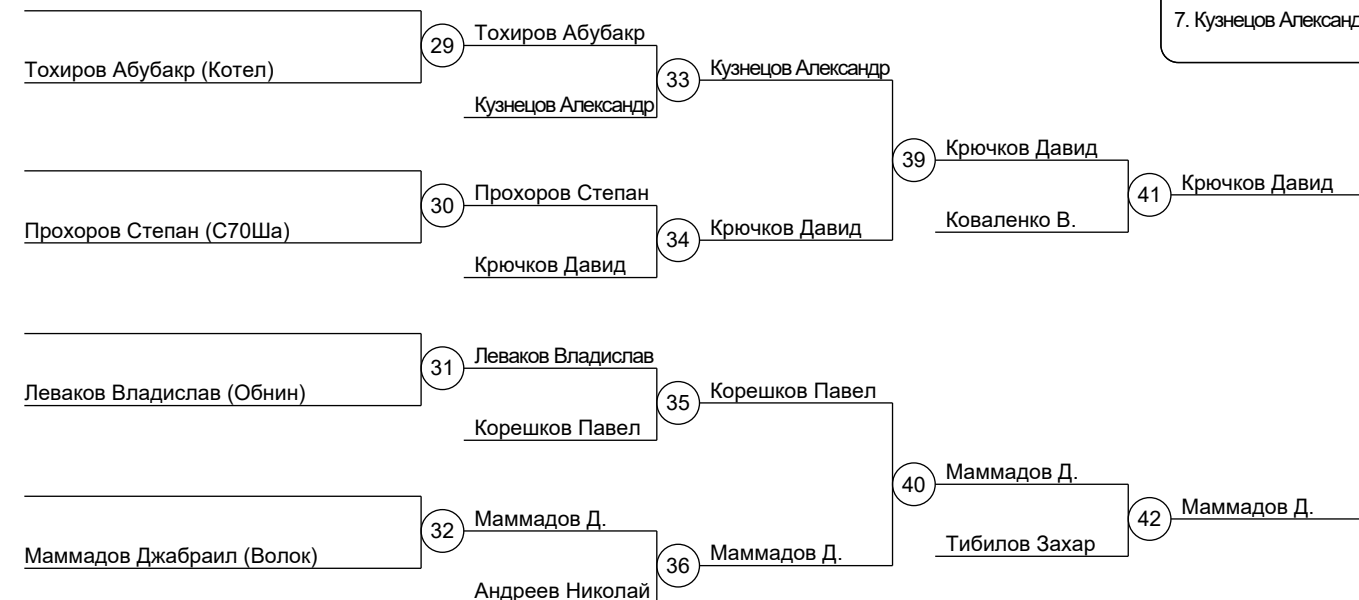 7. Кузнецов Александ
29
Тохиров Абубакр
Тохиров Абубакр (Котел)
33
Кузнецов Александр
Кузнецов Александр
39
Крючков Давид
30
Прохоров Степан
Прохоров Степан (С70Ша)
34
Крючков Давид
Крючков Давид
41
Крючков Давид
Коваленко В.
31
Леваков Владислав
Леваков Владислав (Обнин)
35
Корешков Павел
Корешков Павел
40
Маммадов Д.
32
Маммадов Д.
Маммадов Джабраил (Волок)
36
Маммадов Д.
Андреев Николай
42
Маммадов Д.
Тибилов Захар